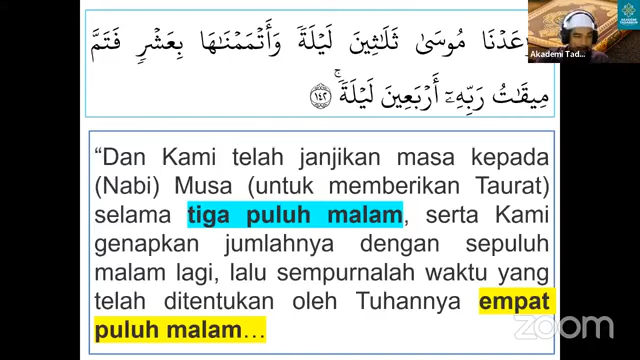 عَدۡنَا مُوسَىٰ ثَلَٰثِينَ لَيۡلَةٗ وَأَتۡمَمۡنَٰهَا بِعَشۡرٖ فَتَمَّ
مِيقَٰتُ رَبِّهِۦٓ أَرۡبَعِينَ لَيۡلَةٗۚ ١٤٢
“Dan Kami telah janjikan masa kepada
(Nabi) Musa (untuk memberikan Taurat)
selama tiga puluh malam, serta Kami
genapkan jumlahnya dengan sepuluh
malam lagi, lalu sempurnalah waktu yang
telah ditentukan oleh Tuhannya empat
puluh malam…
Akademi Tad...
zoom